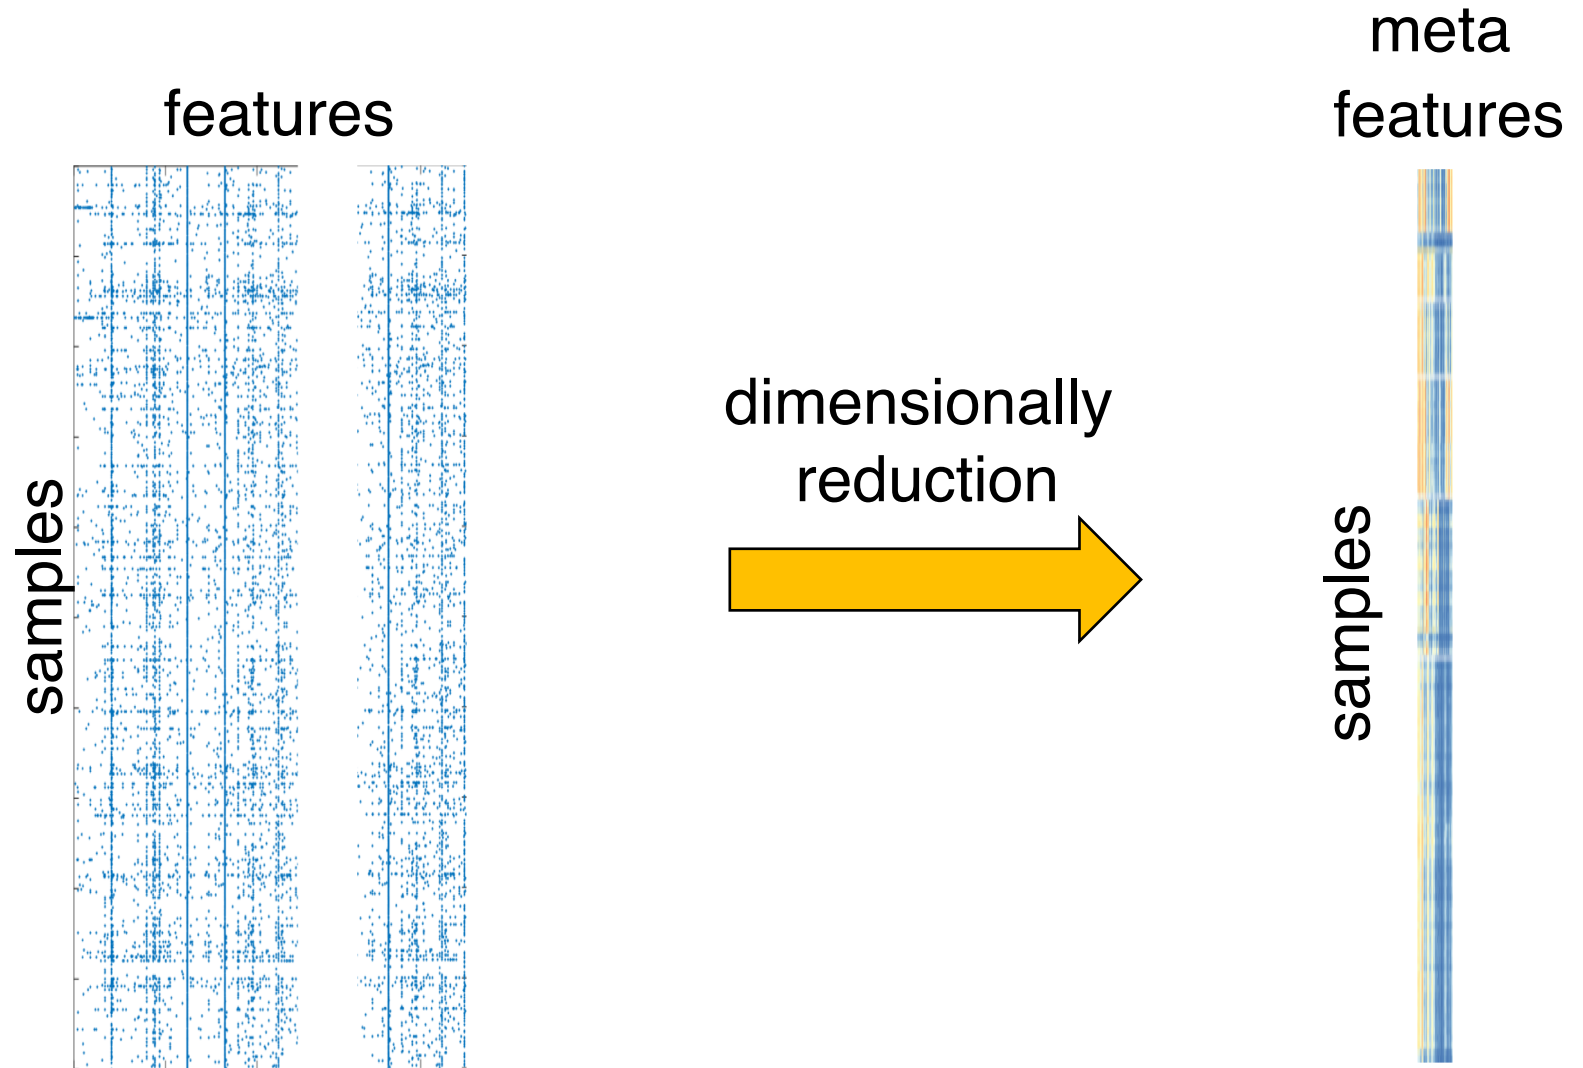 features
samples
dimensionally
reduction
meta
features
samples